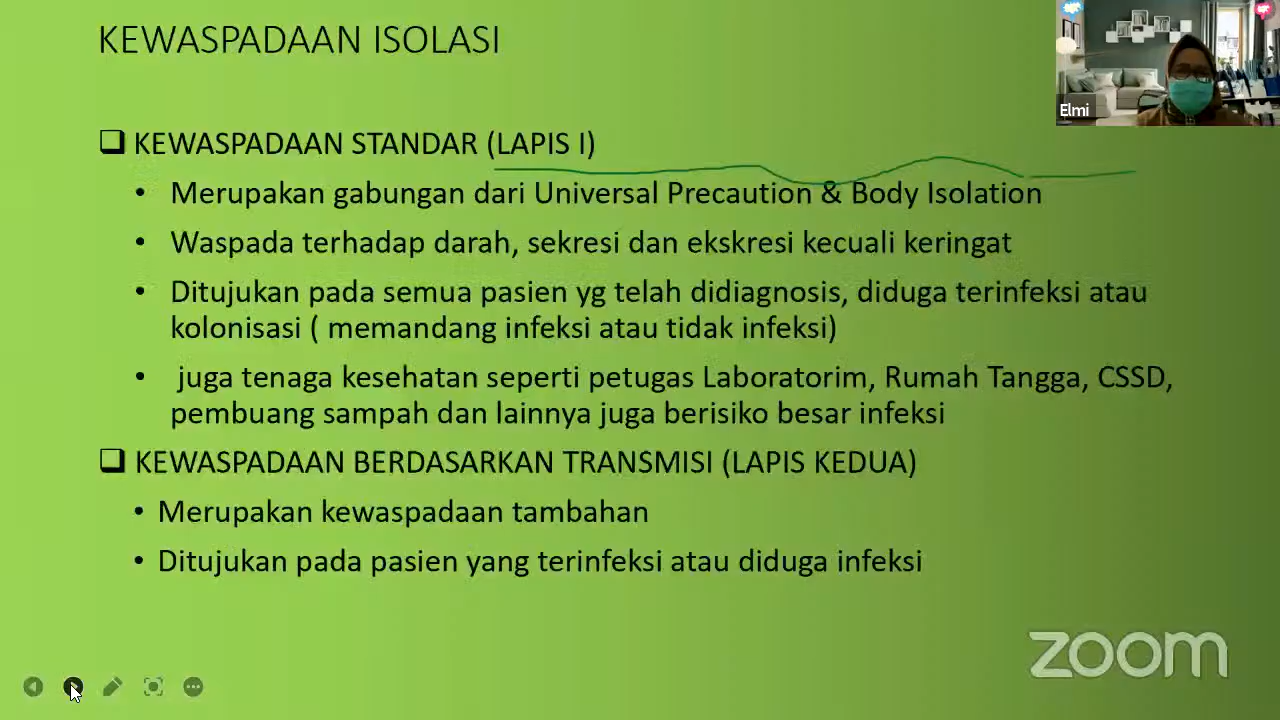 KEWASPADAAN ISOLASI
Elmi
KEWASPADAAN STANDAR (LAPIS I)
• Merupakan gabungan dari Universal Precaution & Body Isolation
• Waspada terhadap darah, sekresi dan ekskresi kecuali keringat
• Ditujukan pada semua pasien yg telah didiagnosis, diduga terinfeksi atau
kolonisasi ( memandang infeksi atau tidak infeksi)
• juga tenaga kesehatan seperti petugas Laboratorim, Rumah Tangga, CSSD,
pembuang sampah dan lainnya juga berisiko besar infeksi
KEWASPADAAN BERDASARKAN TRANSMISI (LAPIS KEDUA)
• Merupakan kewaspadaan tambahan
• Ditujukan pada pasien yang terinfeksi atau diduga infeksi
zoom